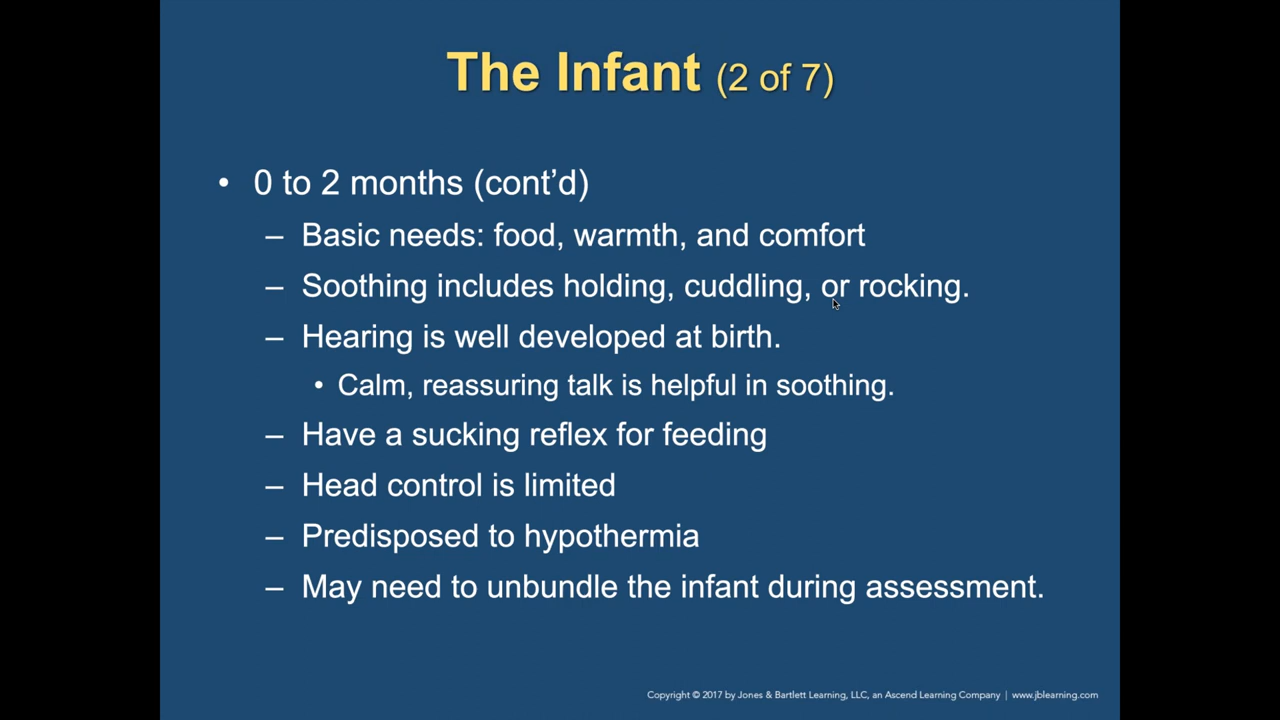 The Infant (2 of 7)
• 0 to 2 months (cont’d)
– Basic needs: food, warmth, and comfort
– Soothing includes holding, cuddling, or rocking.
– Hearing is well developed at birth.
• Calm, reassuring talk is helpful in soothing.
– Have a sucking reflex for feeding
– Head control is limited
– Predisposed to hypothermia
– May need to unbundle the infant during assessment.
Copyright © 2017 by Jones & Bartlett Learning, LLC, an Ascend Learning Company | www.jblearning.com